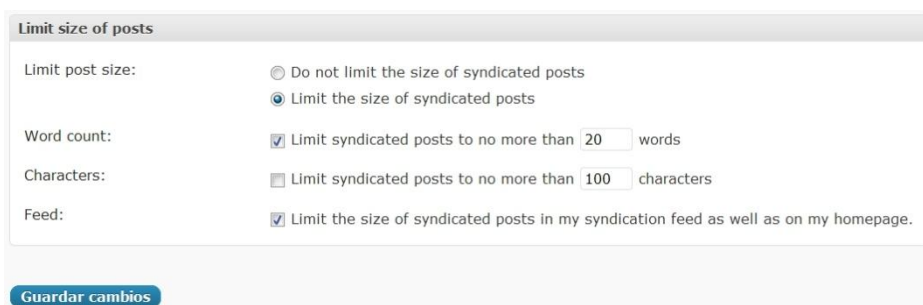 Limit size of posts
Limit post size:
Do not limit the size of syndicated posts
Limit the size of syndicated posts
Word count:
Limit syndicated posts to no more than 20 words
Characters:
Limit syndicated posts to no more than 100 characters
Feed:
Limit the size of syndicated posts in my syndication feed as well as on my homepage.
Guardar cambios